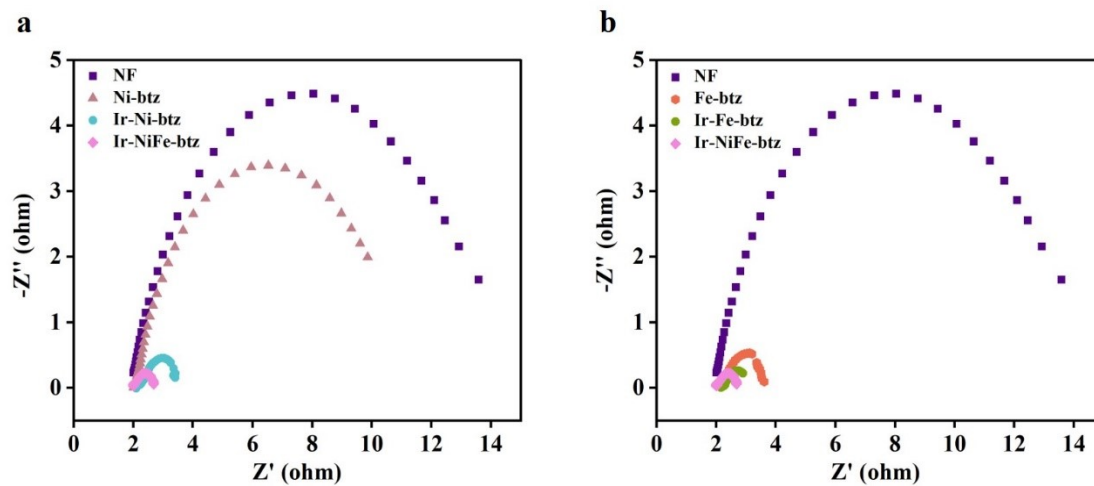 a
5
4
3
2
1
0
-Z'' (ohm)
NF
Ni-btz
Ir-Ni-btz
Ir-NiFe-btz
0 2 4 6 8 10 12 14
Z' (ohm)
b
5
4
3
2
1
0
-Z'' (ohm)
NF
Fe-btz
Ir-Fe-btz
Ir-NiFe-btz
0 2 4 6 8 10 12 14
Z' (ohm)